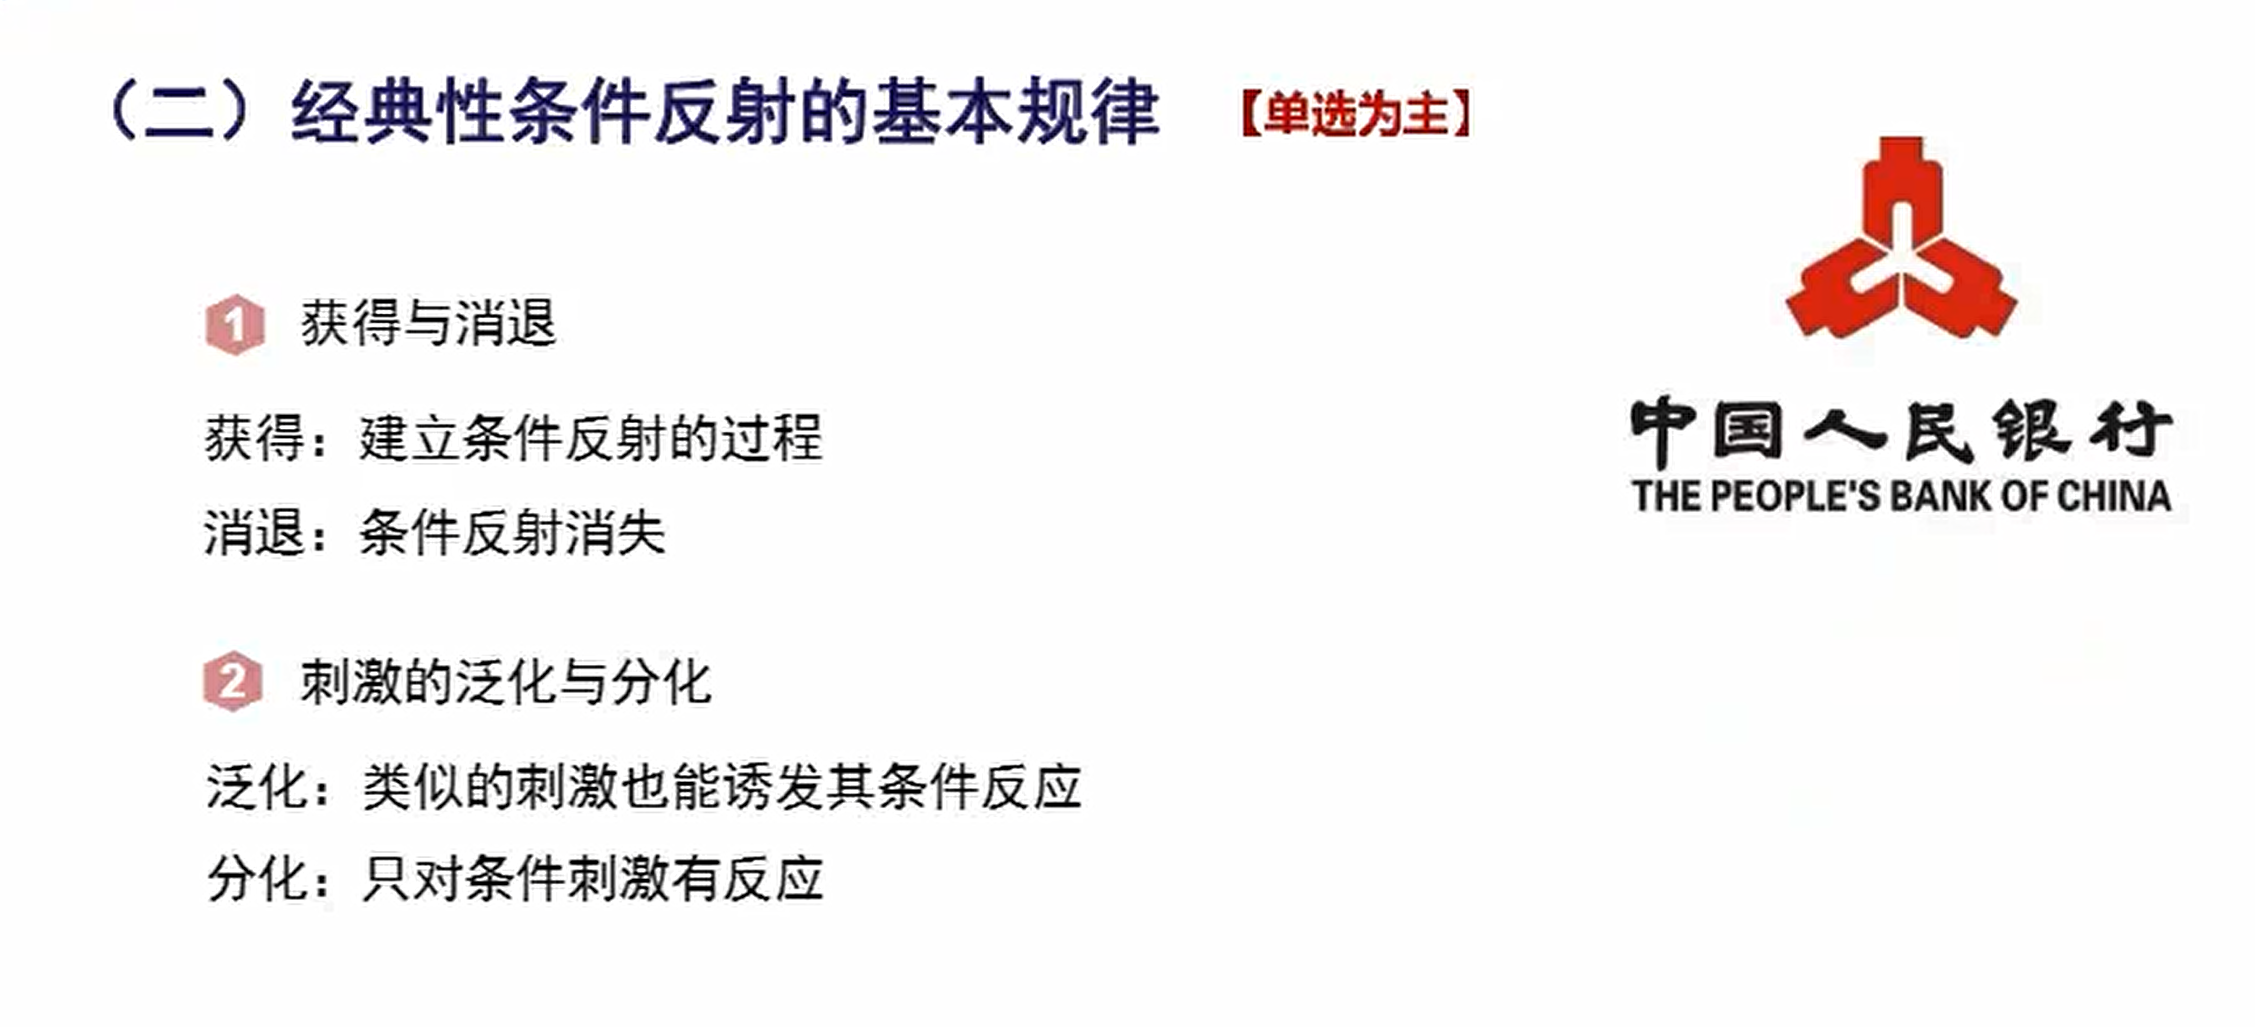 （二）经典性条件反射的基本规律 【单选为主】
1 获得与消退
获得：建立条件反射的过程
消退：条件反射消失
2 刺激的泛化与分化
泛化：类似的刺激也能诱发其条件反应
分化：只对条件刺激有反应
中国人民银行
THE PEOPLE'S BANK OF CHINA